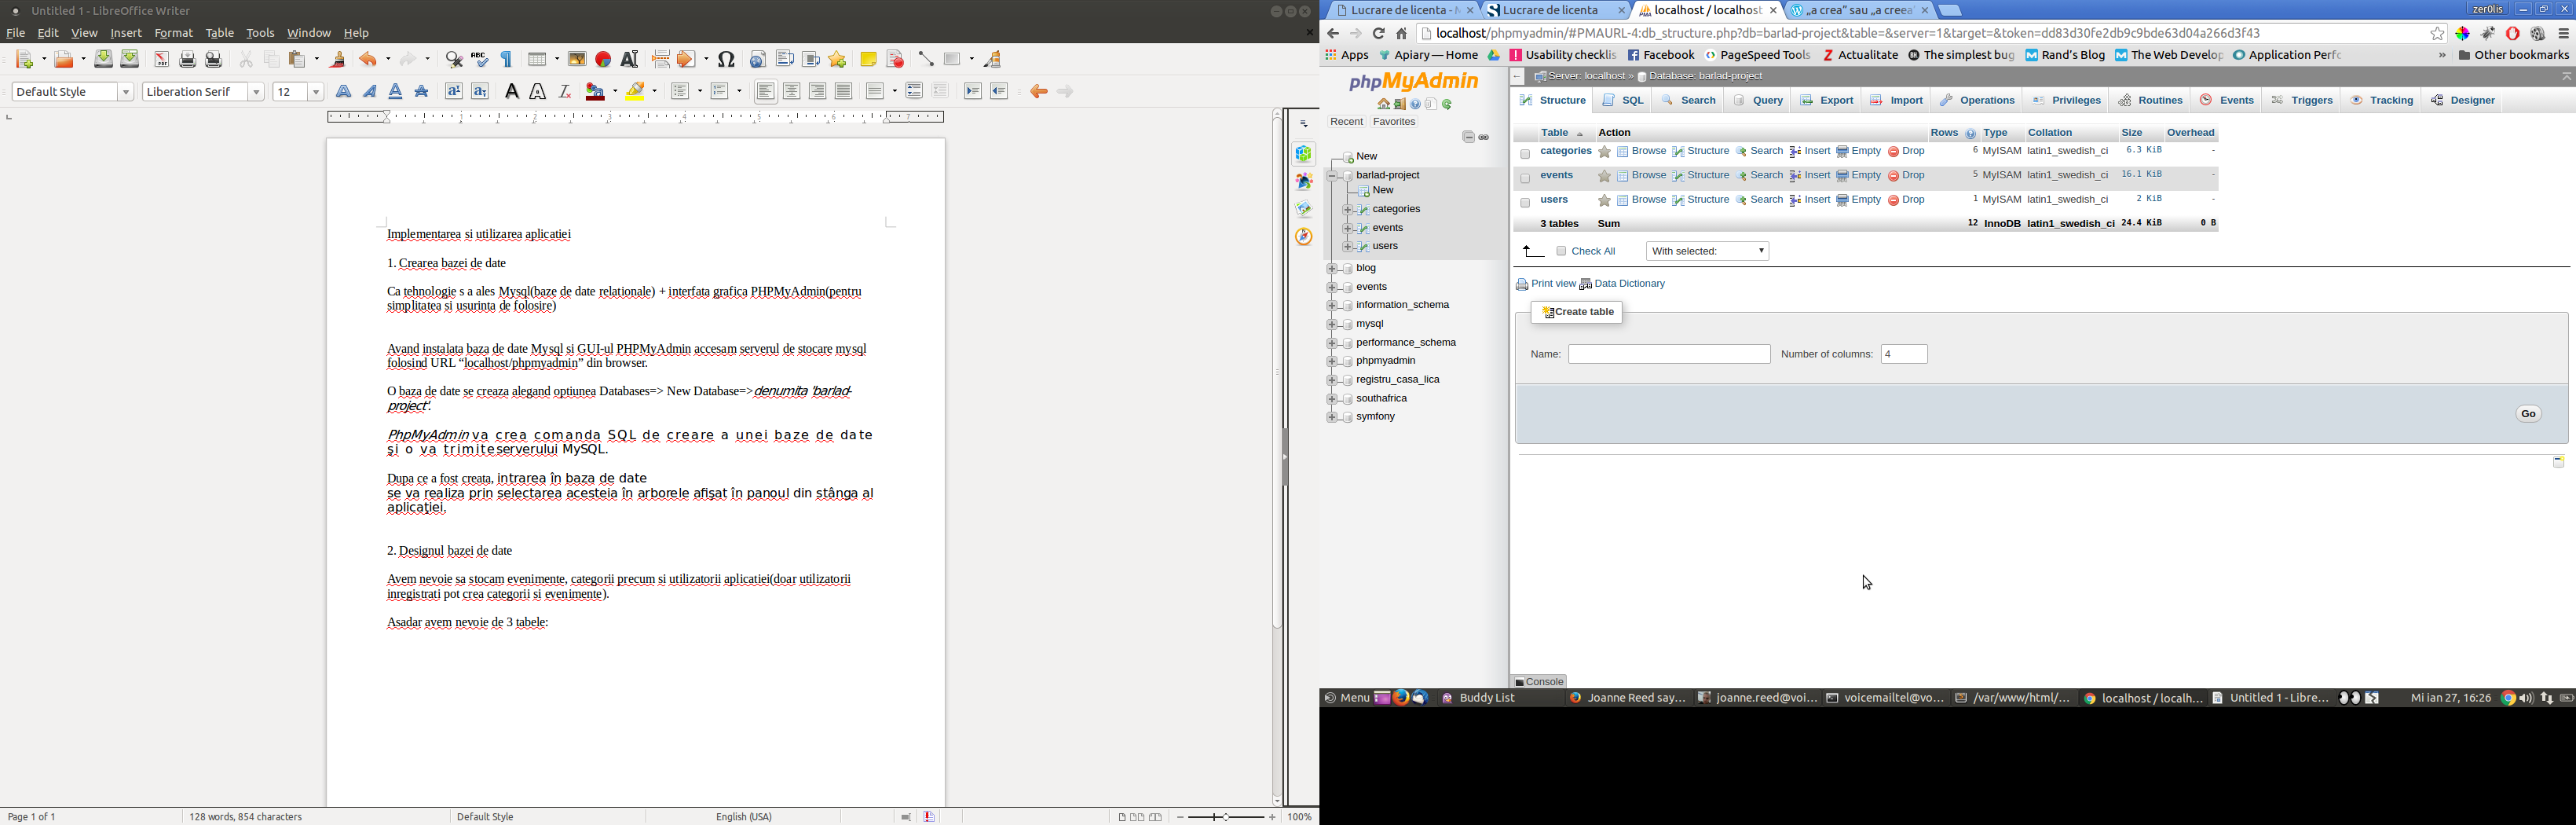 Untitled 1 - LibreOffice Writer
File Edit View Insert Format Table Tools Window Help
Default Style Liberation Serif 12
Implementarea si utilizarea aplicatiei
1. Crearea bazei de date
Ca tehnologie s a ales Mysql(baze de date relationale) + interfata grafica PHPMyAdmin(pentru
simplitatea si usurinta de folosire)
Avand instalata baza de date Mysql si GUI-ul PHPMyAdmin accesam serverul de stocare mysql
folosind URL “localhost/phpmyadmin” din browser.
O baza de date se creaza alegand optiunea Databases=> New Database=>denumita 'barlad-
project'.
PhpMyAdmin va crea comanda SQL de creare a unei baze de date
şi o va trimiteserverului MySQL.
Dupa ce a fost creata, intrarea în baza de date
se va realiza prin selectarea acesteia în arborele afişat în panoul din stânga al
aplicaţiei.
2. Designul bazei de date
Avem nevoie sa stocam evenimente, categorii precum si utilizatorii aplicatiei(doar utilizatorii
inregistrati pot crea categorii si evenimente).
Asadar avem nevoie de 3 tabele:
Page 1 of 1 128 words, 854 characters Default Style English (USA) 100%
Lucrare de licenta - Lucrare de licenta localhost / localhost „a crea” sau „a creea zer0lis
localhost/phpmyadmin/#PMAURL-4:db_structure.php?db=barlad-project&table=&server=1&target=&token=dd83d30fe2db9c9bde63d04a266d3f43
Apps Apiary — Home Usability checklis Facebook PageSpeed Tools Actualitate The simplest bug Rand's Blog The Web Develop Application Perfo » Other bookmarks
phpMyAdmin
Recent Favorites
New
barlad-project
New
categories
events
users
blog
events
information_schema
mysql
performance_schema
phpmyadmin
registru_casa_lica
southafrica
symfony
Server: localhost » Database: barlad-project
Structure SQL Search Query Export Import Operations Privileges Routines Events Triggers Tracking Designer
Table Action Rows Type Collation Size Overhead
categories Browse Structure Search Insert Empty Drop 6 MyISAM latin1_swedish_ci 6.3 KiB -
events Browse Structure Search Insert Empty Drop 5 MyISAM latin1_swedish_ci 16.1 KiB -
users Browse Structure Search Insert Empty Drop 1 MyISAM latin1_swedish_ci 2 KiB -
3 tables Sum 12 InnoDB latin1_swedish_ci 24.4 KiB 0 B
Check All With selected:
Print view Data Dictionary
Create table
Name: Number of columns: 4
Go
Console
Menu Buddy List Joanne Reed say... joanne.reed@voi... voicemailtel@vo... /var/www/html/... localhost / localh... Untitled 1 - Libre... Mi ian 27, 16:26